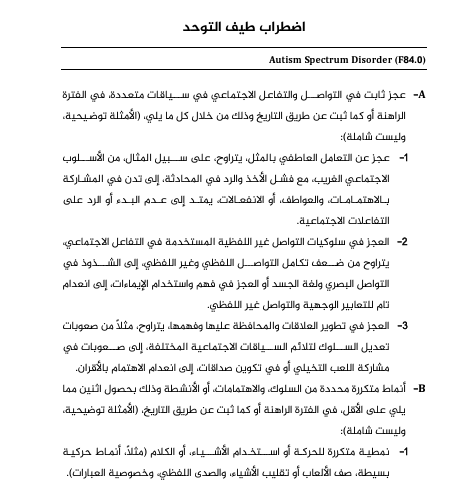 اضطراب طيف التوحد
Autism Spectrum Disorder (F84.0)
A- عجز ثابت في التواصل والتفاعل الاجتماعي في سياقات متعددة، في الفترة
الراهنة أو كما ثبت عن طريق التاريخ وذلك من خلال كل ما يلي، (الأمثلة توضيحية،
وليست شاملة):
1- عجز عن التعامل العاطفي بالمثل، يتراوح، على سبيل المثال، من الأسلوب
الاجتماعي الغريب، مع فشل الأخذ والرد في المحادثة، إلى تدن في المشاركة
بالاهتمامات، والعواطف، أو الانفعالات، يمتد إلى عدم البدء أو الرد على
التفاعلات الاجتماعية.
2- العجز في سلوكيات التواصل غير اللفظية المستخدمة في التفاعل الاجتماعي،
يتراوح من ضعف تكامل التواصل اللفظي وغير اللفظي، إلى الشذوذ في
التواصل البصري ولغة الجسد أو العجز في فهم واستخدام الإيماءات، إلى انعدام
تام للتعابير الوجهية والتواصل غير اللفظي.
3- العجز في تطوير العلاقات والمحافظة عليها وفهمها، يتراوح، مثلاً من صعوبات
تعديل السلوك لتلائم السياقات الاجتماعية المختلفة، إلى صعوبات في
مشاركة اللعب التخيلي أو في تكوين صداقات، إلى انعدام الاهتمام بالأقران.
B- أنماط متكررة محددة من السلوك، والاهتمامات، أو الأنشطة وذلك بحصول اثنين مما
يلي على الأقل، في الفترة الراهنة أو كما ثبت عن طريق التاريخ، (الأمثلة توضيحية،
وليست شاملة):
1- نمطية متكررة للحركة أو استخدام الأشياء، أو الكلام (مثلاً، أنماط حركية
بسيطة، صف الألعاب أو تقليب الأشياء، والصدى اللفظي، وخصوصية العبارات).